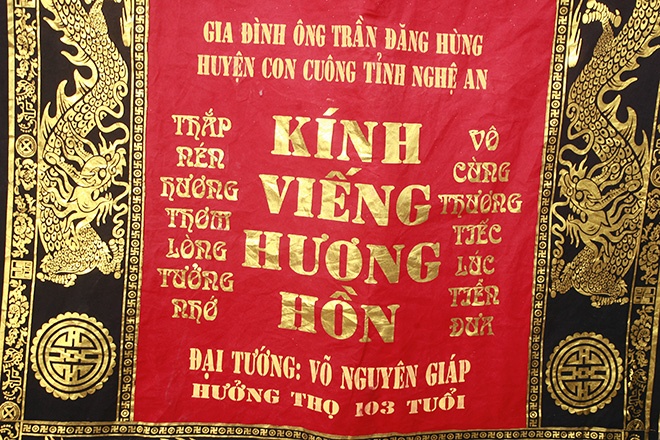 GIA ĐÌNH ÔNG TRẦN ĐĂNG HÙNG
HUYỆN CON CUÔNG TỈNH NGHỆ AN
THẮP
NÉN
HƯƠNG
THƠM
LÒNG
TƯỞNG
NHỚ
KÍNH
VIẾNG
HƯƠNG
HỒN
VÔ
CÙNG
THƯƠNG
TIẾC
LÚC
TIỄN
ĐƯA
ĐẠI TƯỚNG: VÕ NGUYÊN GIÁP
HƯỞNG THỌ 103 TUỔI